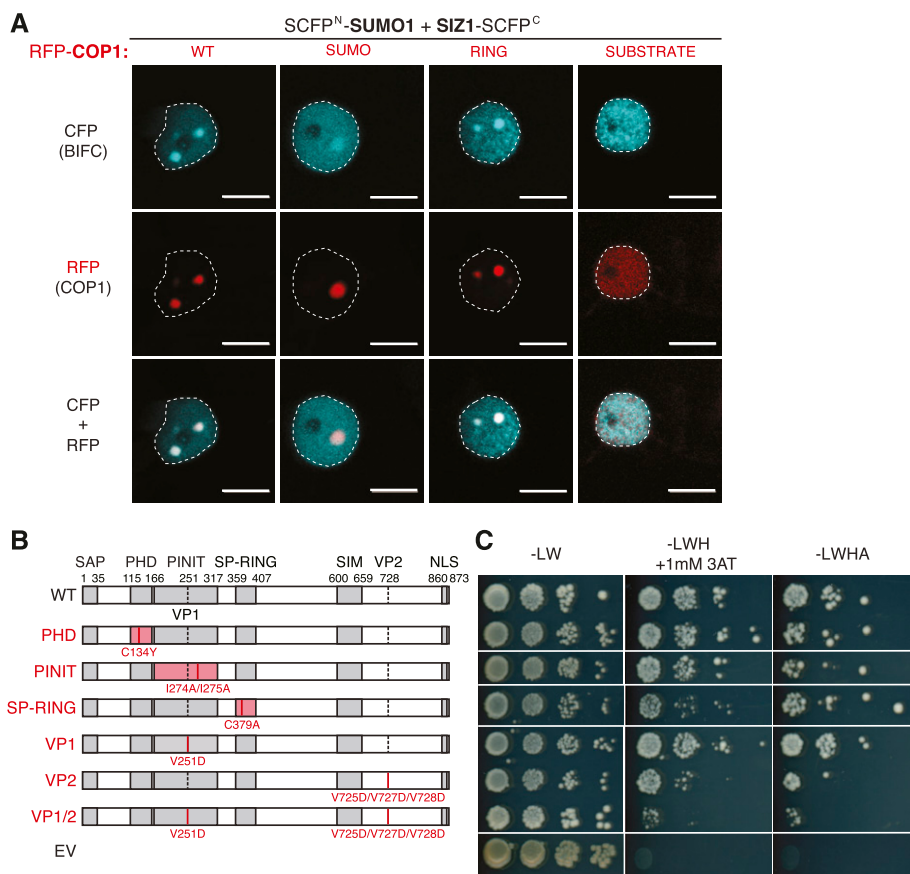 A
SCFPᴺ-SUMO1 + SIZ1-SCFPᶜ
RFP-COP1: WT SUMO RING SUBSTRATE
CFP
(BIFC)
RFP
(COP1)
CFP
+
RFP
B
SAP PHD PINIT SP-RING SIM VP2 NLS
1 35 115 166 251 317 359 407 600 659 728 860 873
WT
VP1
PHD
C134Y
PINIT
I274A/I275A
SP-RING
C379A
VP1
V251D
VP2
V725D/V727D/V728D
VP1/2
V251D V725D/V727D/V728D
EV
C
-LW -LWH +1mM 3AT -LWHA